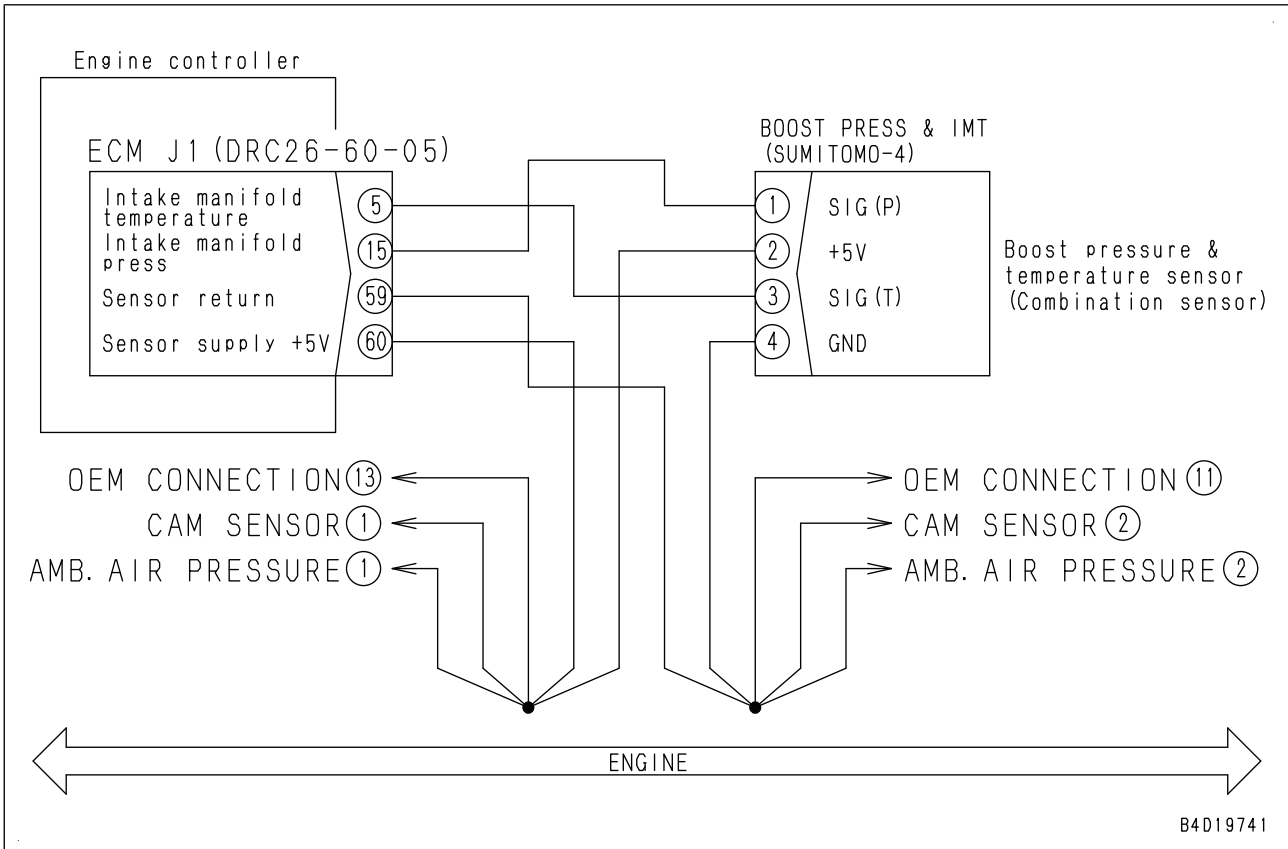 Engine controller
ECM J1(DRC26-60-05)
Intake manifold
temperature
5
Intake manifold
press
15
Sensor return
59
Sensor supply +5V
60
BOOST PRESS & IMT
(SUMITOMO-4)
1 SIG(P)
2 +5V
3 SIG(T)
4 GND
Boost pressure &
temperature sensor
(Combination sensor)
OEM CONNECTION 13
CAM SENSOR 1
AMB. AIR PRESSURE 1
OEM CONNECTION 11
CAM SENSOR 2
AMB. AIR PRESSURE 2
ENGINE
B4D19741